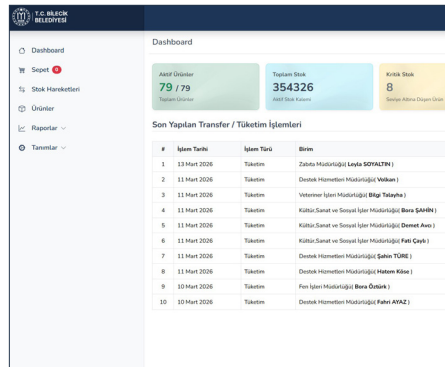 T.C. BİLECİK
BELEDİYESİ
Dashboard
Sepet 0
Stok Hareketleri
Ürünler
Raporlar
Tanımlar
Dashboard
Aktif Ürünler
79 / 79
Toplam Ürünler
Toplam Stok
354326
Aktif Stok Kalemi
Kritik Stok
8
Seviye Altına Düşen Ürün
Son Yapılan Transfer / Tüketim İşlemleri
# İşlem Tarihi İşlem Türü Birim
1 13 Mart 2026 Tüketim Zabıta Müdürlüğü( Leyla SOYALTIN )
2 11 Mart 2026 Tüketim Destek Hizmetleri Müdürlüğü( Volkan )
3 11 Mart 2026 Tüketim Veteriner İşleri Müdürlüğü( Bilgi Talayha )
4 11 Mart 2026 Tüketim Kültür,Sanat ve Sosyal İşler Müdürlüğü( Bora ŞAHİN )
5 11 Mart 2026 Tüketim Kültür,Sanat ve Sosyal İşler Müdürlüğü( Demet Avcı )
6 11 Mart 2026 Tüketim Kültür,Sanat ve Sosyal İşler Müdürlüğü( Fati Çaylı )
7 11 Mart 2026 Tüketim Destek Hizmetleri Müdürlüğü( Şahin TÜRE )
8 11 Mart 2026 Tüketim Destek Hizmetleri Müdürlüğü( Hatem Köse )
9 10 Mart 2026 Tüketim Fen İşleri Müdürlüğü( Bora Öztürk )
10 10 Mart 2026 Tüketim Destek Hizmetleri Müdürlüğü( Fahri AYAZ )